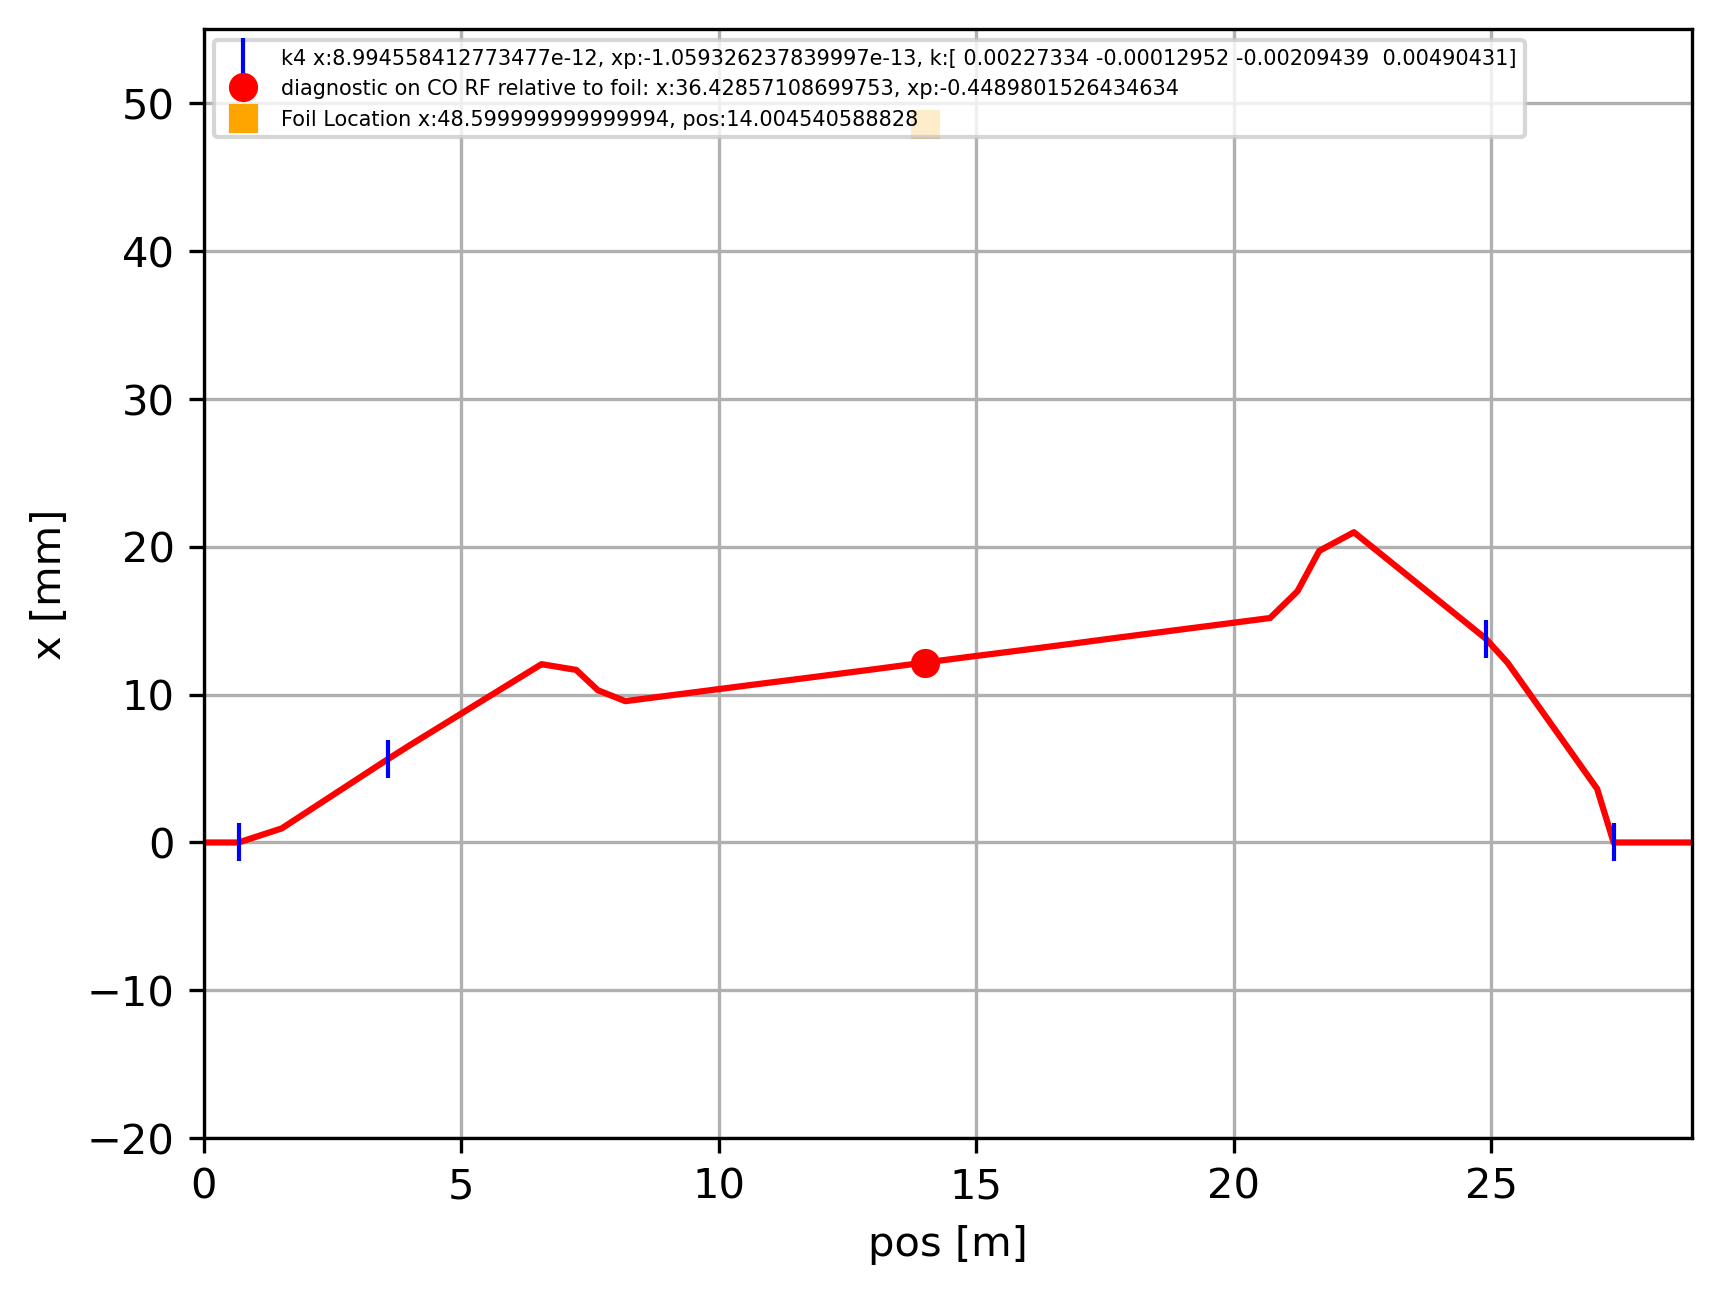 k4 x:8.994558412773477e-12, xp:-1.059326237839997e-13, k:[ 0.00227334 -0.00012952 -0.00209439  0.00490431]
diagnostic on CO RF relative to foil: x:36.42857108699753, xp:-0.4489801526434634
Foil Location x:48.599999999999994, pos:14.004540588828
50
40
30
20
10
0
−10
−20
x [mm]
0 5 10 15 20 25
pos [m]